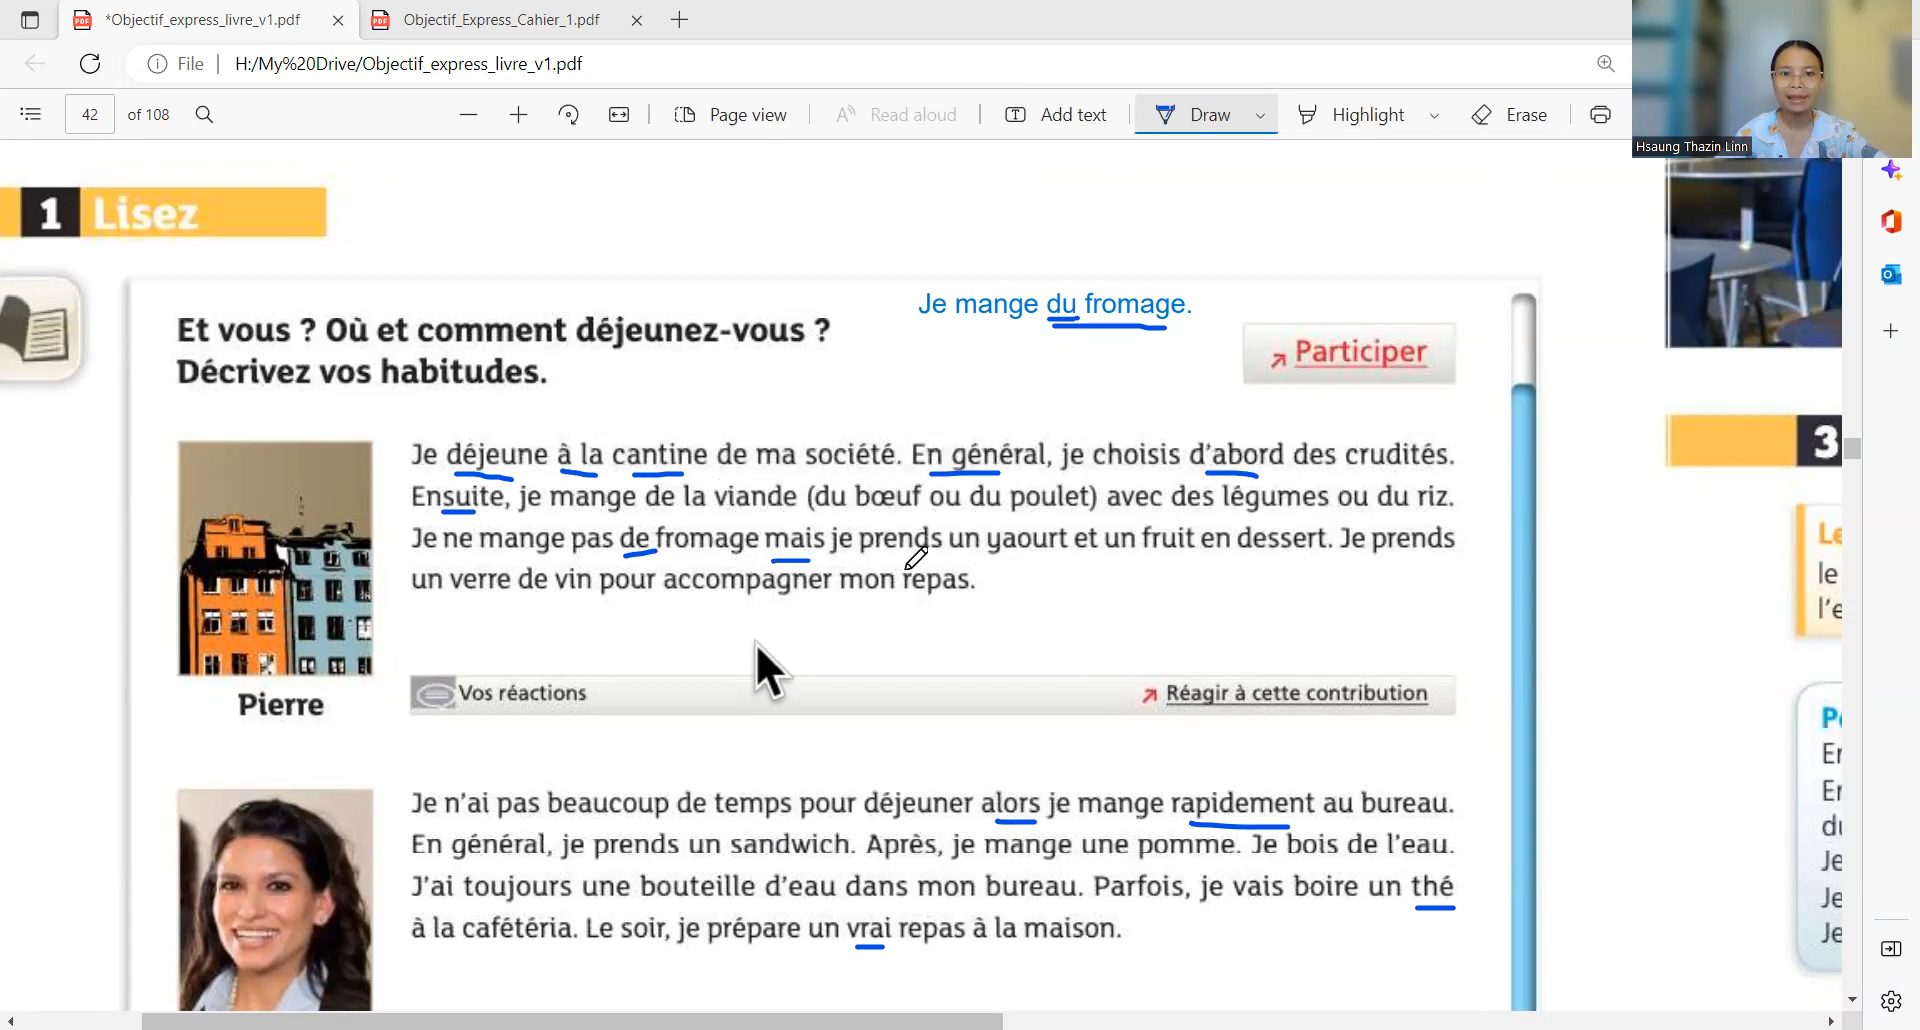 *Objectif_express_livre_v1.pdf
Objectif_Express_Cahier_1.pdf
File
H:/My%20Drive/Objectif_express_livre_v1.pdf
42 of 108
Page view
Read aloud
Add text
Draw
Highlight
Erase
Hsaung Thazin Linn
1 Lisez
Je mange du fromage.
Et vous ? Où et comment déjeunez-vous ?
Décrivez vos habitudes.
Participer
Je déjeune à la cantine de ma société. En général, je choisis d'abord des crudités.
Ensuite, je mange de la viande (du bœuf ou du poulet) avec des légumes ou du riz.
Je ne mange pas de fromage mais je prends un yaourt et un fruit en dessert. Je prends
un verre de vin pour accompagner mon repas.
Pierre
Vos réactions
Réagir à cette contribution
Je n'ai pas beaucoup de temps pour déjeuner alors je mange rapidement au bureau.
En général, je prends un sandwich. Après, je mange une pomme. Je bois de l'eau.
J'ai toujours une bouteille d'eau dans mon bureau. Parfois, je vais boire un thé
à la cafétéria. Le soir, je prépare un vrai repas à la maison.
3
Le
le
l'e
Er
Er
du
Je
Je
Je